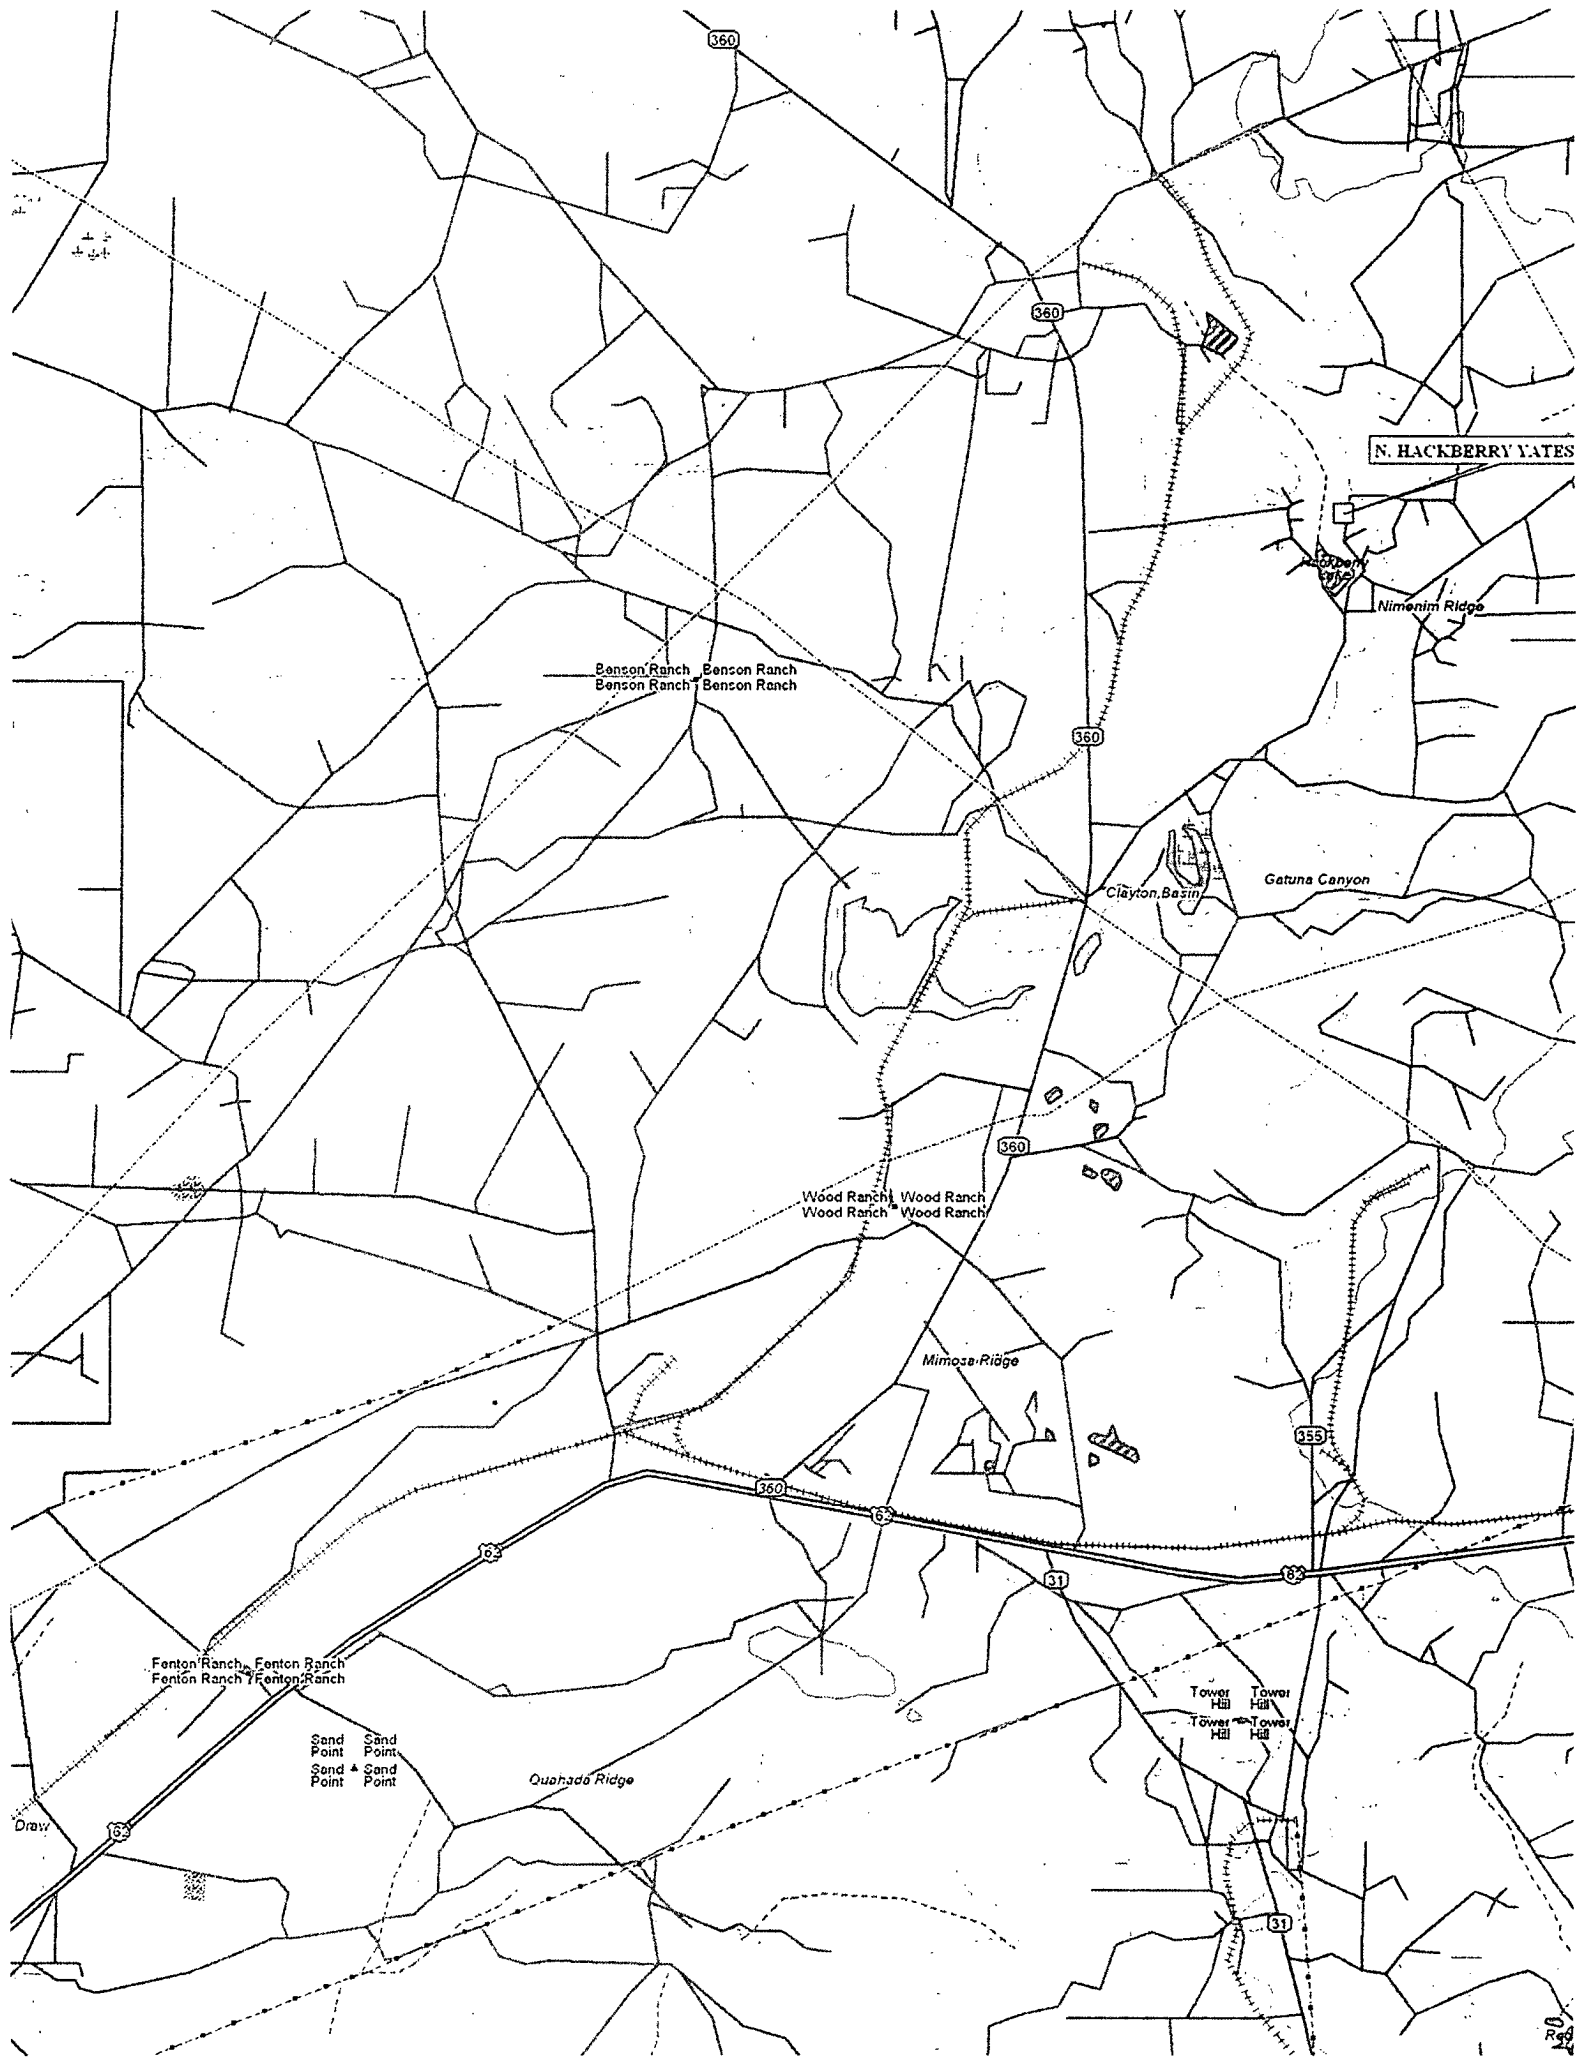 360
360
N. HACKBERRY YATES
Hackberry
Lake
Nimenim Ridge
Benson Ranch Benson Ranch
Benson Ranch Benson Ranch
360
Gatuna Canyon
Clayton Basin
360
Wood Ranch Wood Ranch
Wood Ranch Wood Ranch
Mimosa Ridge
355
360
62
62
62
31
Fenton Ranch Fenton Ranch
Fenton Ranch Fenton Ranch
Tower Tower
Hill Hill
Tower Tower
Hill Hill
Sand Sand
Point Point
Sand Sand
Point Point
Quahada Ridge
Draw
62
31